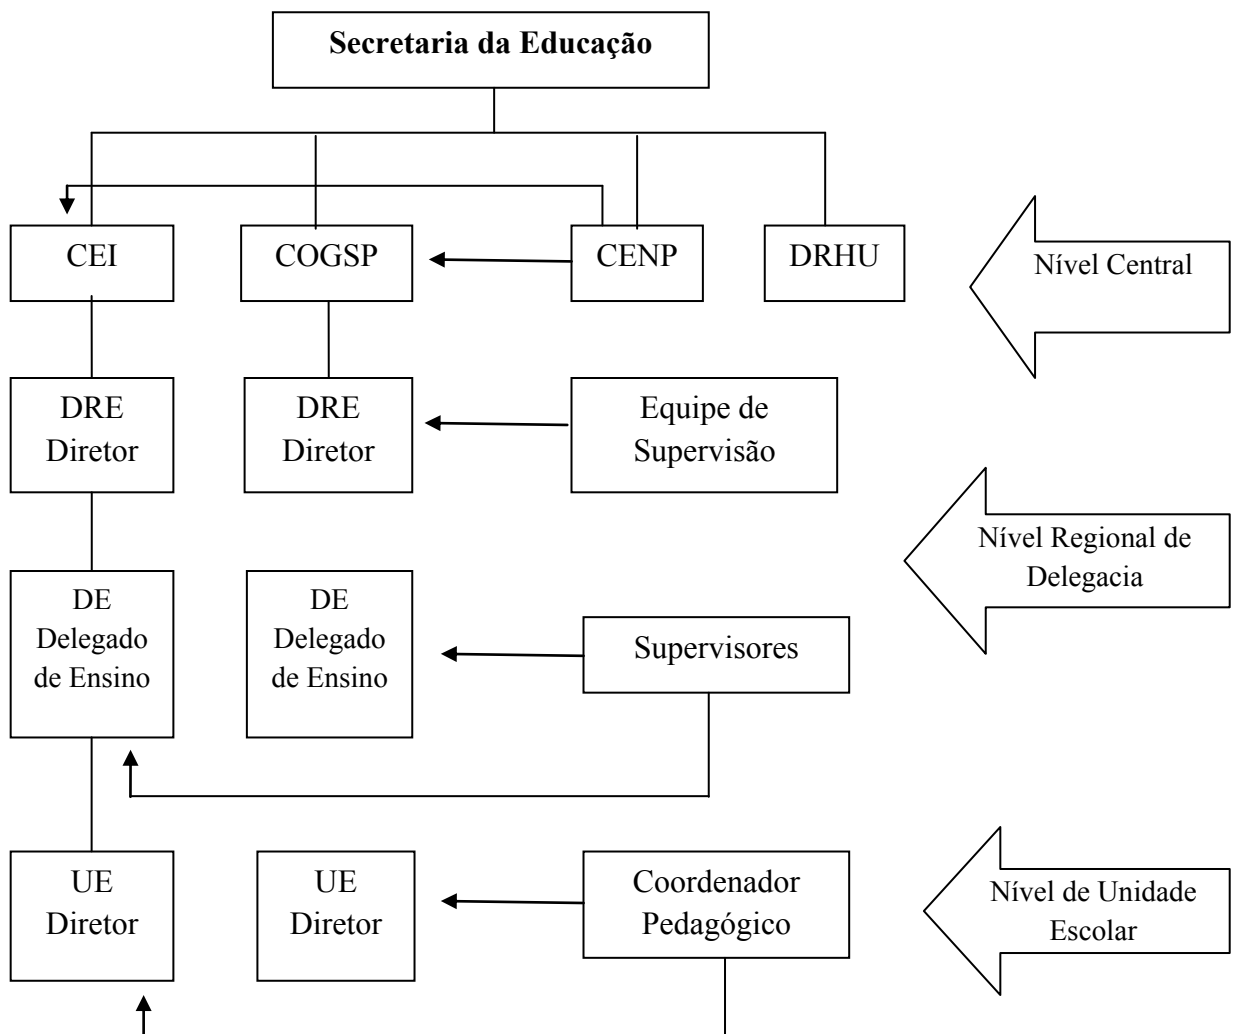 Secretaria da Educação
CEI
COGSP
CENP
DRHU
Nível Central
DRE
Diretor
DRE
Diretor
Equipe de
Supervisão
Nível Regional de
Delegacia
DE
Delegado
de Ensino
DE
Delegado
de Ensino
Supervisores
UE
Diretor
UE
Diretor
Coordenador
Pedagógico
Nível de Unidade
Escolar